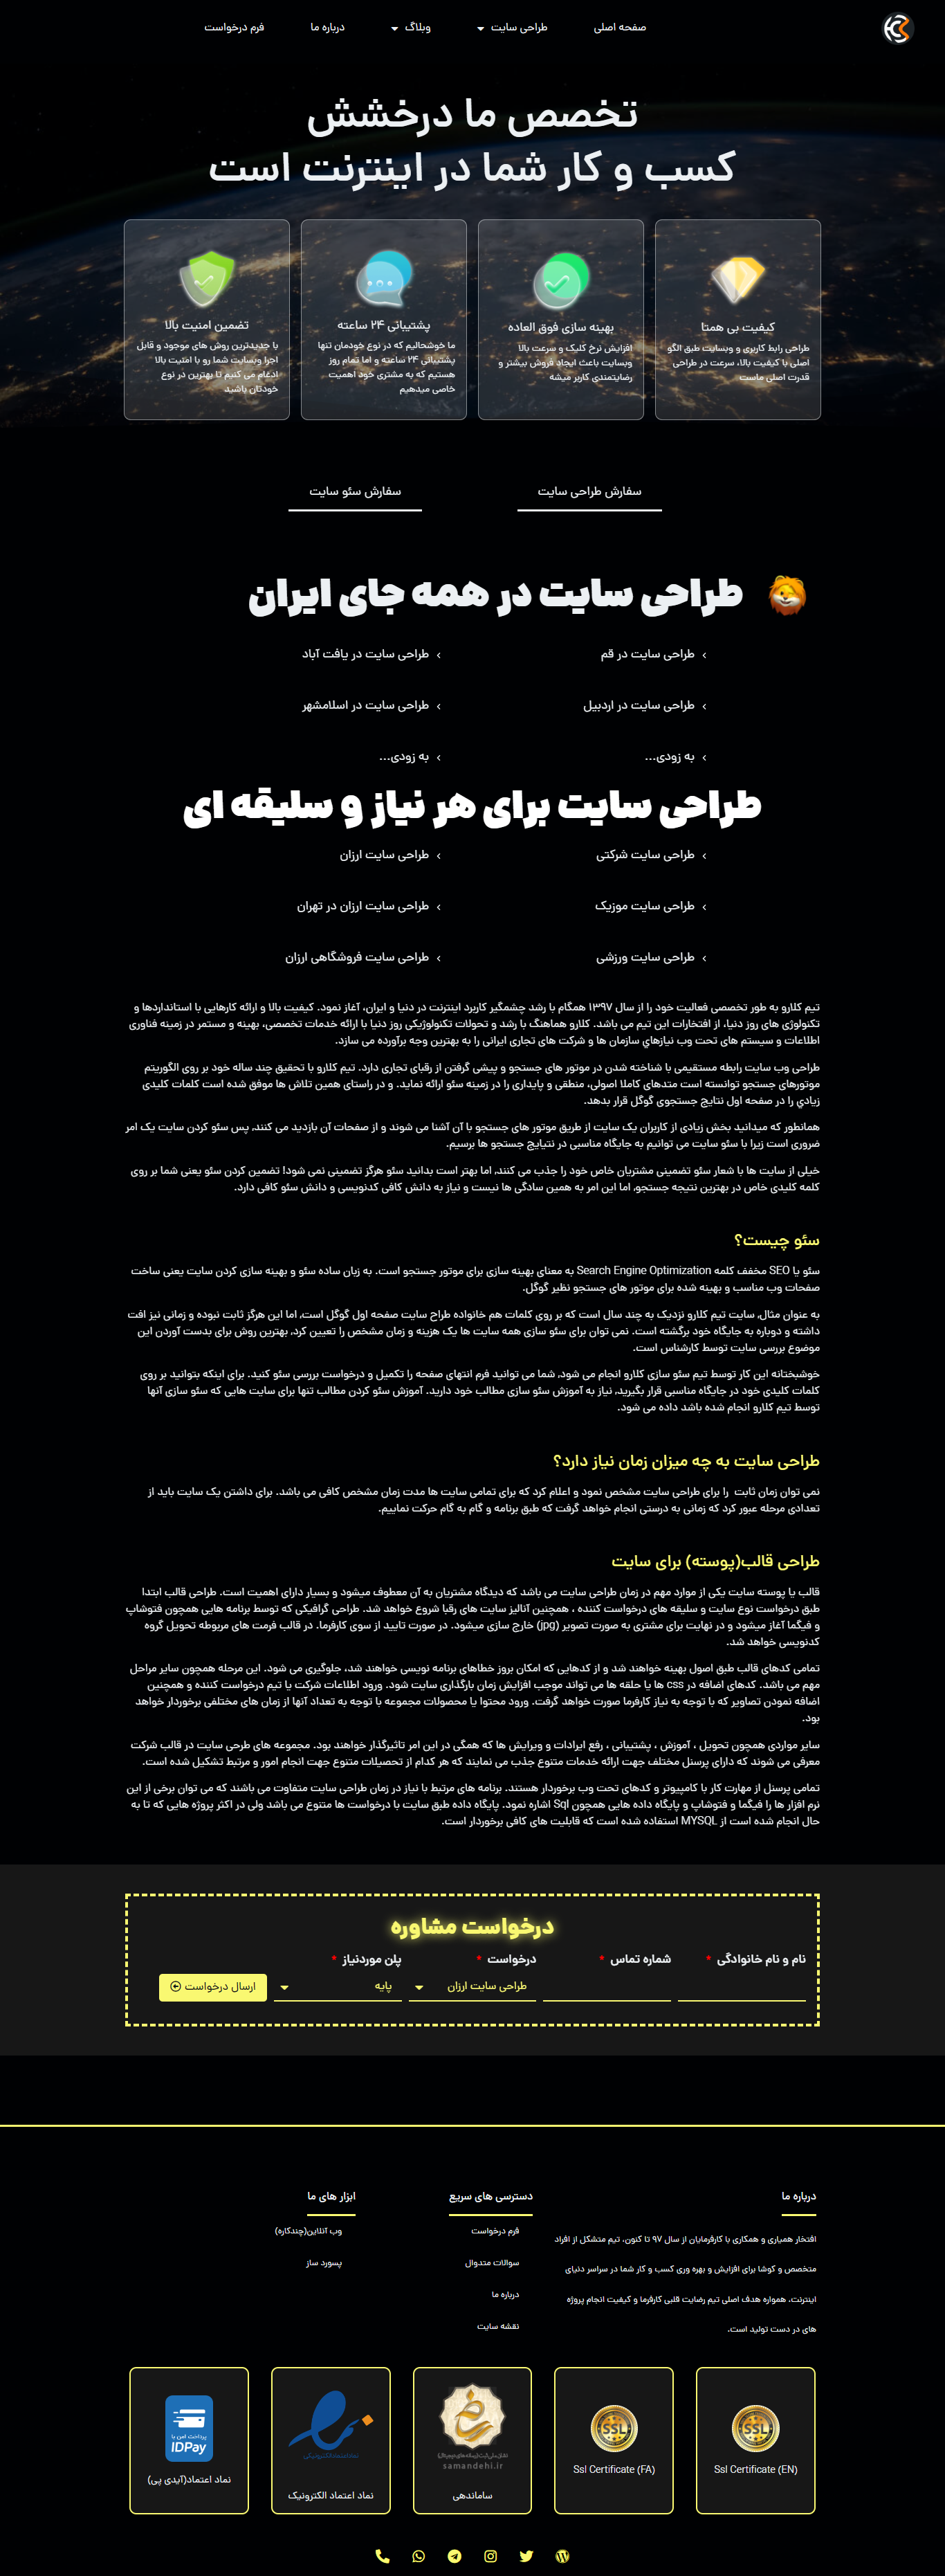 صفحه اصلی
طراحی سایت
وبلاگ
درباره ما
فرم درخواست
تخصص ما درخشش
کسب و کار شما در اینترنت است
کیفیت بی همتا
طراحی رابط کاربری و وبسایت طبق الگو
اصلی با کیفیت بالا، سرعت در طراحی
قدرت اصلی ماست
بهینه سازی فوق العاده
افزایش نرخ کلیک و سرعت بالا
وبسایت باعث ایجاد فروش بیشتر و
رضایتمندی کاربر میشه
پشتیبانی ۲۴ ساعته
ما خوشحالیم که در نوع خودمان تنها
پشتیبانی ۲۴ ساعته و اما تمام روز
هستیم که به مشتری خود اهمیت
خاصی میدهیم
تضمین امنیت بالا
با جدیدترین روش های موجود و قابل
اجرا وبسایت شما رو با امنیت بالا
ادغام می کنیم تا بهترین در نوع
خودتان باشید
سفارش طراحی سایت
سفارش سئو سایت
طراحی سایت در همه جای ایران
طراحی سایت در قم
طراحی سایت در یافت آباد
طراحی سایت در اردبیل
طراحی سایت در اسلامشهر
به زودی...
به زودی...
طراحی سایت برای هر نیاز و سلیقه ای
طراحی سایت شرکتی
طراحی سایت ارزان
طراحی سایت موزیک
طراحی سایت ارزان در تهران
طراحی سایت ورزشی
طراحی سایت فروشگاهی ارزان
تیم کلارو به طور تخصصی فعالیت خود را از سال ۱۳۹۷ همگام با رشد چشمگیر کاربرد اینترنت در دنیا و ایران، آغاز نمود. کیفیت بالا و ارائه کارهایی با استانداردها و
تکنولوژی های روز دنیا، از افتخارات این تیم می باشد. کلارو هماهنگ با رشد و تحولات تکنولوژیکی روز دنیا با ارائه خدمات تخصصی، بهینه و مستمر در زمینه فناوری
اطلاعات و سیستم های تحت وب نیازهاي سازمان ها و شرکت های تجاری ایرانی را به بهترین وجه برآورده می سازد.
طراحی وب سایت رابطه مستقیمی با شناخته شدن در موتور های جستجو و پیشی گرفتن از رقبای تجاری دارد. تیم کلارو با تحقیق چند ساله خود بر روی الگوریتم
موتورهای جستجو توانسته است متدهای کاملا اصولی، منطقی و پایداری را در زمینه سئو ارائه نماید. و در راستای همین تلاش ها موفق شده است کلمات کلیدی
زيادي را در صفحه اول نتایج جستجوی گوگل قرار بدهد.
همانطور که میدانید بخش زیادی از کاربران یک سایت از طریق موتور های جستجو با آن آشنا می شوند و از صفحات آن بازدید می کنند, پس سئو کردن سایت یک امر
ضروری است زیرا با سئو سایت می توانیم به جایگاه مناسبی در نتیایج جستجو ها برسیم.
خیلی از سایت ها با شعار سئو تضمینی مشتریان خاص خود را جذب می کنند, اما بهتر است بدانید سئو هرگز تضمینی نمی شود! تضمین کردن سئو یعنی شما بر روی
کلمه کلیدی خاص در بهترین نتیجه جستجو, اما این امر به همین سادگی ها نیست و نیاز به دانش کافی کدنویسی و دانش سئو کافی دارد.
سئو چیست؟
سئو یا SEO مخفف کلمه Search Engine Optimization به معنای بهینه سازی برای موتور جستجو است. به زبان ساده سئو و بهینه سازی کردن سایت یعنی ساخت
صفحات وب مناسب و بهینه شده برای موتور های جستجو نظیر گوگل.
به عنوان مثال, سایت تیم کلارو نزدیک به چند سال است که بر روی کلمات هم خانواده طراح سایت صفحه اول گوگل است, اما این هرگز ثابت نبوده و زمانی نیز افت
داشته و دوباره به جایگاه خود برگشته است. نمی توان برای سئو سازی همه سایت ها یک هزینه و زمان مشخص را تعیین کرد, بهترین روش برای بدست آوردن این
موضوع بررسی سایت توسط کارشناس است.
خوشبختانه این کار توسط تیم سئو سازی کلارو انجام می شود, شما می توانید فرم انتهای صفحه را تکمیل و درخواست بررسی سئو کنید. برای اینکه بتوانید بر روی
کلمات کلیدی خود در جایگاه مناسبی قرار بگیرید, نیاز به آموزش سئو سازی مطالب خود دارید. آموزش سئو کردن مطالب تنها برای سایت هایی که سئو سازی آنها
توسط تیم کلارو انجام شده باشد داده می شود.
طراحی سایت به چه میزان زمان نیاز دارد؟
نمی توان زمان ثابت را برای طراحی سایت مشخص نمود و اعلام کرد که برای تمامی سایت ها مدت زمان مشخص کافی می باشد. برای داشتن یک سایت باید از
تعدادی مرحله عبور کرد که زمانی به درستی انجام خواهد گرفت که طبق برنامه و گام به گام حرکت نماییم.
طراحی قالب(پوسته) برای سایت
قالب یا پوسته سایت یکی از موارد مهم در زمان طراحی سایت می باشد که دیدگاه مشتریان به آن معطوف میشود و بسیار دارای اهمیت است. طراحی قالب ابتدا
طبق درخواست نوع سایت و سلیقه های درخواست کننده ، همچنین آنالیز سایت های رقبا شروع خواهد شد. طراحی گرافیکی که توسط برنامه هایی همچون فتوشاپ
و فیگما آغاز میشود و در نهایت برای مشتری به صورت تصویر (jpg) خارج سازی میشود. در صورت تایید از سوی کارفرما. در قالب فرمت های مربوطه تحویل گروه
کدنویسی خواهد شد.
تمامی کدهای قالب طبق اصول بهینه خواهند شد و از کدهایی که امکان بروز خطاهای برنامه نویسی خواهند شد، جلوگیری می شود. این مرحله همچون سایر مراحل
مهم می باشد. کدهای اضافه در css ها یا حلقه ها می تواند موجب افزایش زمان بارگذاری سایت شود. ورود اطلاعات شرکت یا تیم درخواست کننده و همچنین
اضافه نمودن تصاویر که با توجه به نیاز کارفرما صورت خواهد گرفت. ورود محتوا یا محصولات مجموعه با توجه به تعداد آنها از زمان های مختلفی برخوردار خواهد
بود.
سایر مواردی همچون تحویل ، آموزش ، پشتیبانی ، رفع ایرادات و ویرایش ها که همگی در این امر تاثیرگذار خواهند بود. مجموعه های طرحی سایت در قالب شرکت
معرفی می شوند که دارای پرسنل مختلف جهت ارائه خدمات متنوع جذب می نمایند که هر کدام از تحصیلات متنوع جهت انجام امور و مرتبط تشکیل شده است.
تمامی پرسنل از مهارت کار با کامپیوتر و کدهای تحت وب برخوردار هستند. برنامه های مرتبط با نیاز در زمان طراحی سایت متفاوت می باشند که می توان برخی از این
نرم افزار ها را فیگما و فتوشاپ و پایگاه داده هایی همچون Sql اشاره نمود. پایگاه داده طبق سایت با درخواست ها متنوع می باشد ولی در اکثر پروژه هایی که تا به
حال انجام شده است از MYSQL استفاده شده است که قابلیت های کافی برخوردار است.
درخواست مشاوره
نام و نام خانوادگی *
شماره تماس *
درخواست *
پلن موردنیاز *
طراحی سایت ارزان
پایه
ارسال درخواست
درباره ما
افتخار همیاری و همکاری با کارفرمایان از سال ۹۷ تا کنون، تیم متشکل از افراد
متخصص و کوشا برای افزایش و بهره وری کسب و کار شما در سراسر دنیای
اینترنت. همواره هدف اصلی تیم رضایت قلبی کارفرما و کیفیت انجام پروژه
های در دست تولید است.
دسترسی های سریع
فرم درخواست
سوالات متدوال
درباره ما
نقشه سایت
ابزار های ما
وب آنلاین(چندکاره)
پسورد ساز
SSL
Ssl Certificate (EN)
SSL
Ssl Certificate (FA)
samandehi.ir
ساماندهی
نماد اعتماد الکترونیکی
نماد اعتماد الکترونیک
پرداخت امن با
IDPay
نماد اعتماد(آیدی پی)